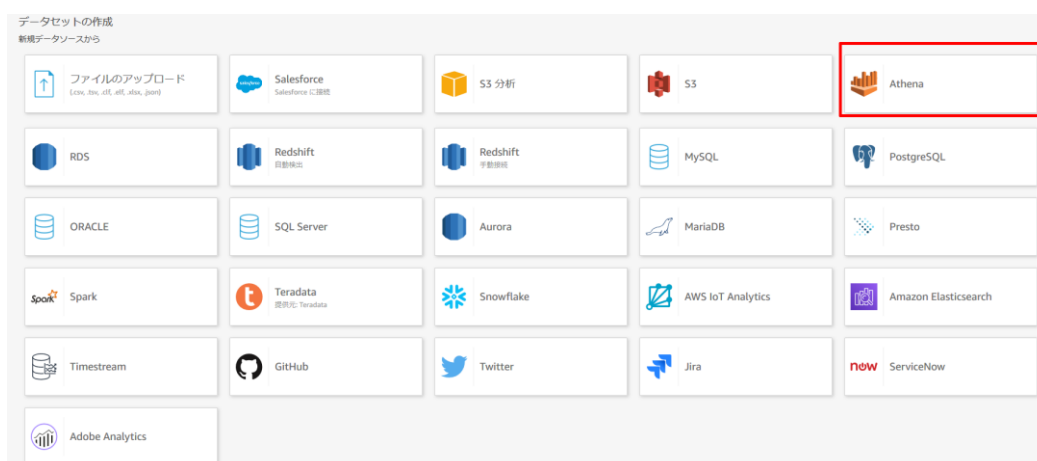 データセットの作成
新規データソースから
ファイルのアップロード
(.csv, .tsv, .clf, .elf, .xlsx, .json)
salesforce
Salesforce
Salesforce に接続
S3 分析
S3
Athena
RDS
Redshift
自動検出
Redshift
手動接続
MySQL
PostgreSQL
ORACLE
SQL Server
Aurora
MariaDB
Presto
Spark
Spark
t
Teradata
提供元: Teradata
Snowflake
AWS IoT Analytics
Amazon Elasticsearch
Timestream
GitHub
Twitter
Jira
now
ServiceNow
Adobe Analytics